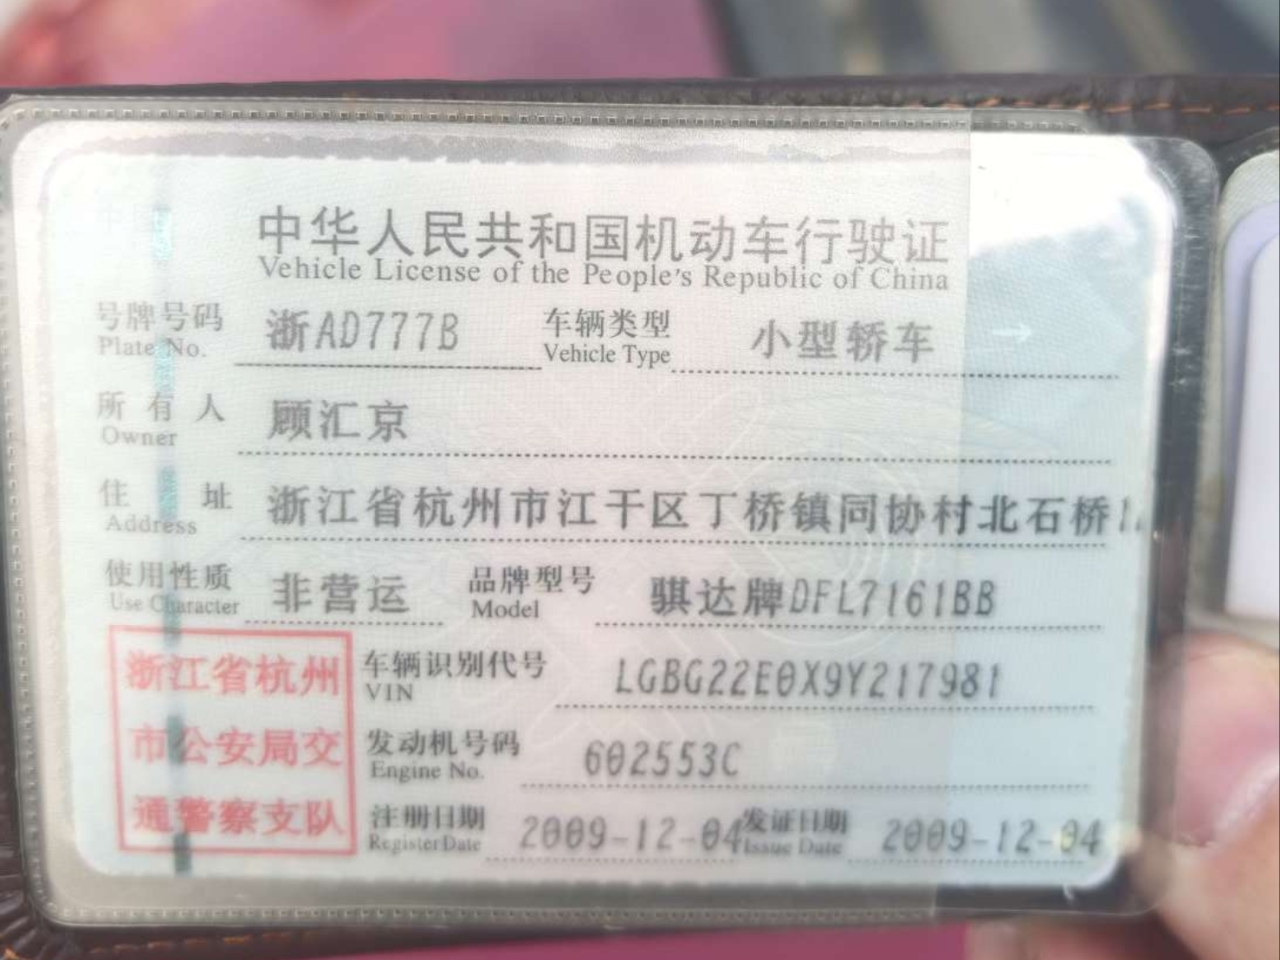 中华人民共和国机动车行驶证
Vehicle License of the People's Republic of China
号牌号码 浙AD777B 车辆类型 小型轿车
Plate No. Vehicle Type
所有人 顾汇京
Owner
住址 浙江省杭州市江干区丁桥镇同协村北石桥
Address
使用性质 非营运 品牌型号 骐达牌DFL7161BB
Use Character Model
浙江省杭州
市公安局交
通警察支队
车辆识别代号 LGBG22E0X9Y217981
VIN
发动机号码 602553C
Engine No.
注册日期 2009-12-04 发证日期 2009-12-04
Register Date Issue Date